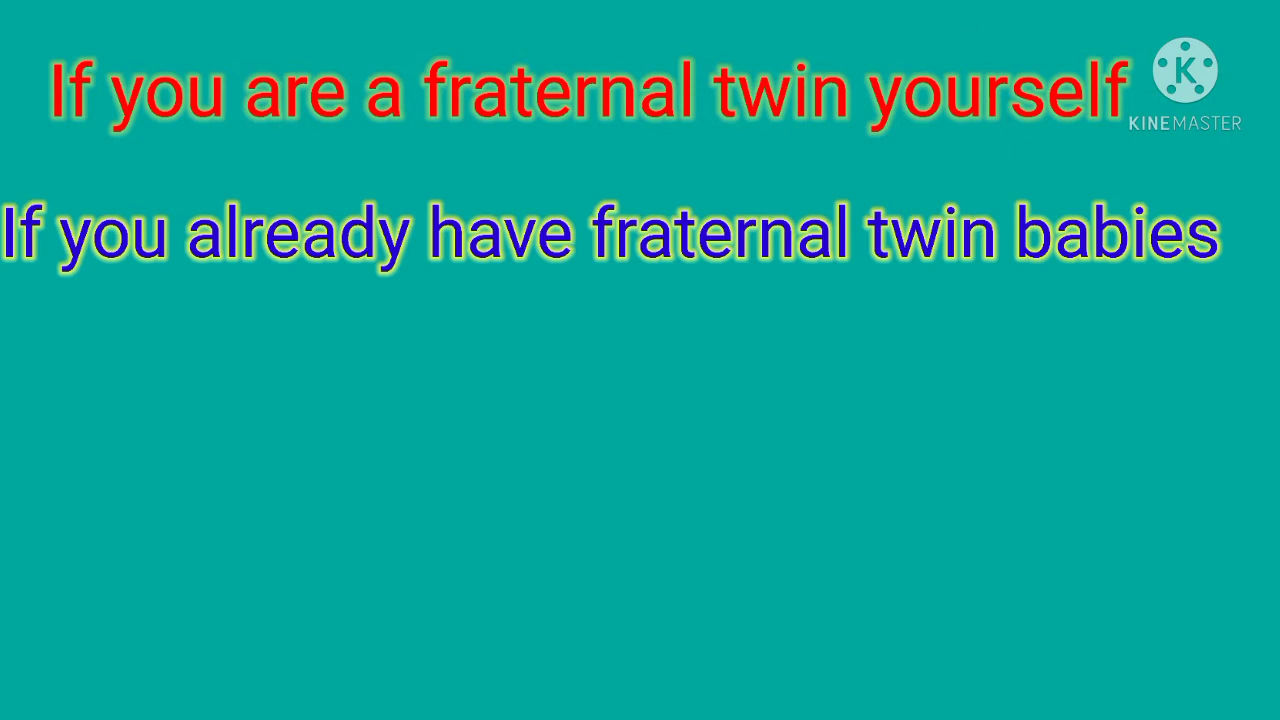 If you are a fraternal twin yourself
K
KINEMASTER
If you already have fraternal twin babies